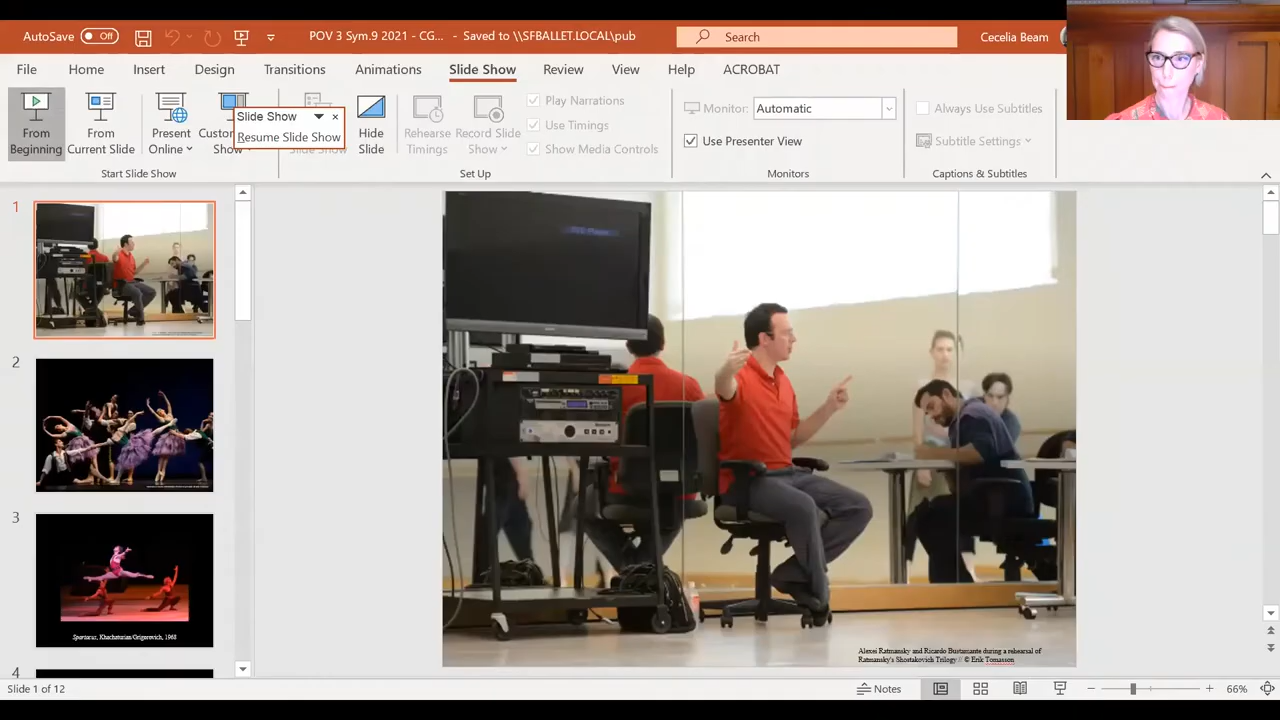 AutoSave Off
POV 3 Sym.9 2021 - CG... - Saved to \\SFBALLET.LOCAL\pub
Search
Cecelia Beam
File Home Insert Design Transitions Animations Slide Show Review View Help ACROBAT
From Beginning
From Current Slide
Present Online
Custom Show
Slide Show
Resume Slide Show
Slide Show
Hide Slide
Rehearse Timings
Record Slide Show
Play Narrations
Use Timings
Show Media Controls
Monitor: Automatic
Use Presenter View
Always Use Subtitles
Subtitle Settings
Start Slide Show
Set Up
Monitors
Captions & Subtitles
1
2
3
Spartacus, Khachaturian/Grigorovich, 1968
4
Alexei Ratmansky and Ricardo Bustamante during a rehearsal of
Ratmansky's Shostakovich Trilogy // © Erik Tomasson
Slide 1 of 12
Notes
66%